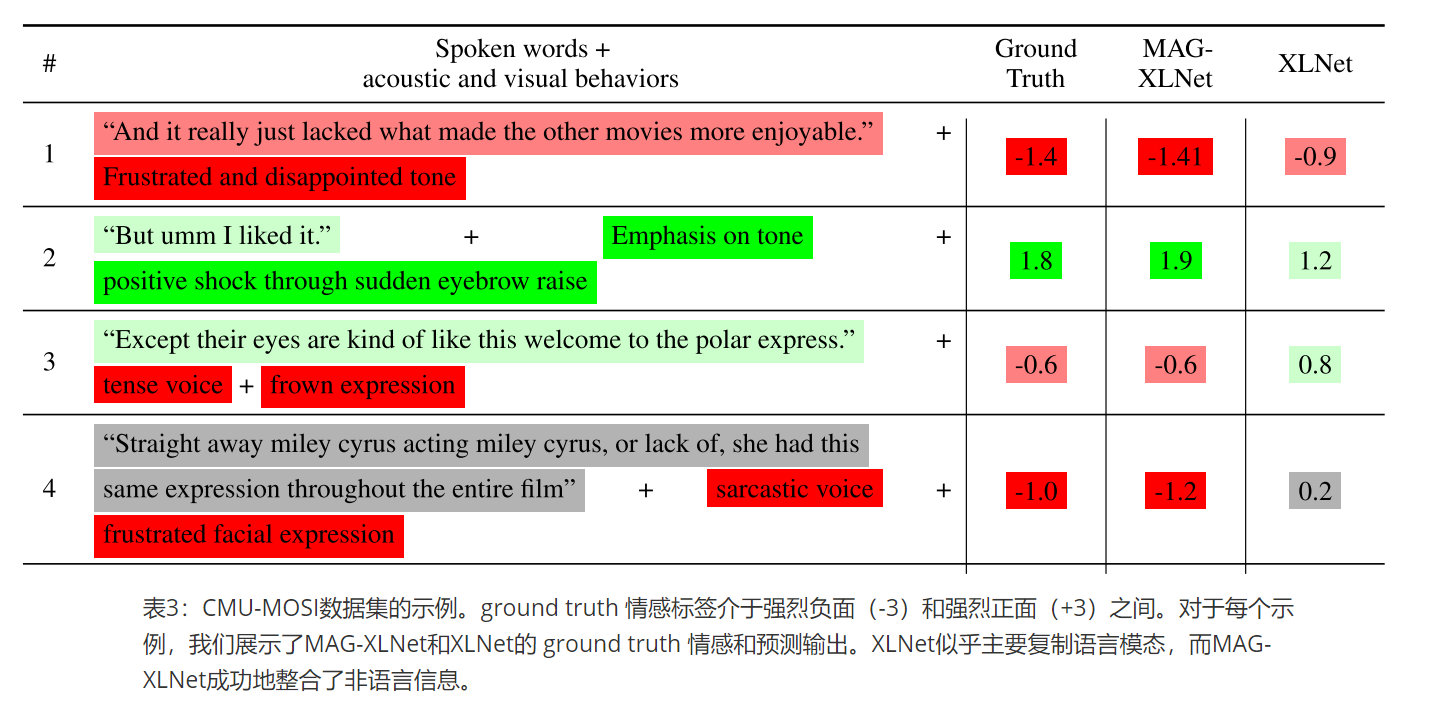 # Spoken words + acoustic and visual behaviors Ground Truth MAG-XLNet XLNet
1 “And it really just lacked what made the other movies more enjoyable.” +
Frustrated and disappointed tone -1.4 -1.41 -0.9
2 “But umm I liked it.” + Emphasis on tone +
positive shock through sudden eyebrow raise 1.8 1.9 1.2
3 “Except their eyes are kind of like this welcome to the polar express.” +
tense voice + frown expression -0.6 -0.6 0.8
4 “Straight away miley cyrus acting miley cyrus, or lack of, she had this
same expression throughout the entire film” + sarcastic voice + -1.0 -1.2 0.2
frustrated facial expression
表3：CMU-MOSI数据集的示例。ground truth 情感标签介于强烈负面（-3）和强烈正面（+3）之间。对于每个示
例，我们展示了MAG-XLNet和XLNet的 ground truth 情感和预测输出。XLNet似乎主要复制语言模态，而MAG-
XLNet成功地整合了非语言信息。